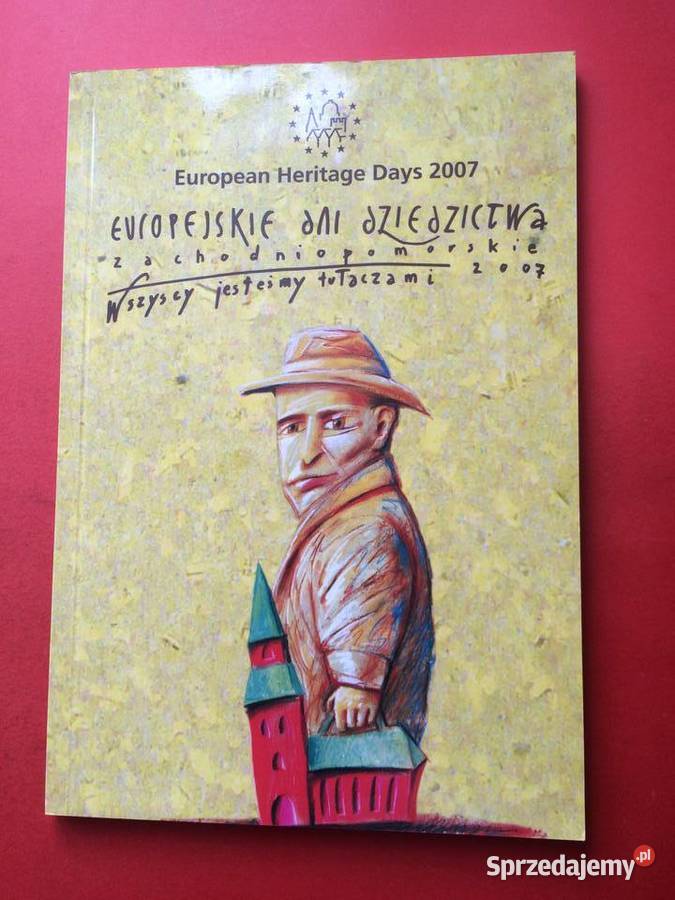 European Heritage Days 2007
EUROPEJSKIE dNI dZIEdZICTWa
zachodniopomorskie
2007
Wszyscy jesteśmy tułaczami
Sprzedajemy.pl